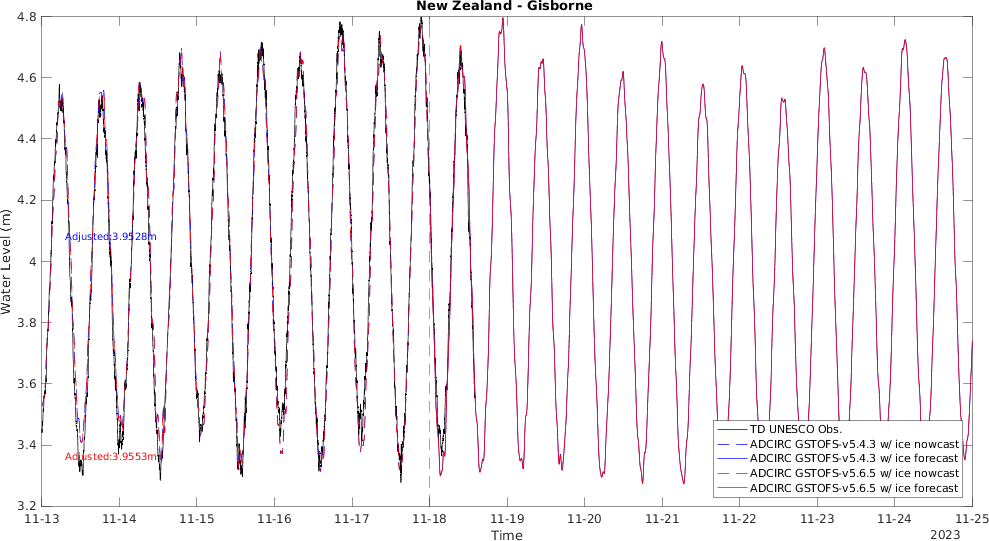 New Zealand - Gisborne
Water Level (m)
4.8
4.6
4.4
4.2
4
3.8
3.6
3.4
3.2
Adjusted:3.9528m
Adjusted:3.9553m
TD UNESCO Obs.
ADCIRC GSTOFS-v5.4.3 w/ ice nowcast
ADCIRC GSTOFS-v5.4.3 w/ ice forecast
ADCIRC GSTOFS-v5.6.5 w/ ice nowcast
ADCIRC GSTOFS-v5.6.5 w/ ice forecast
11-13 11-14 11-15 11-16 11-17 11-18 11-19 11-20 11-21 11-22 11-23 11-24 11-25
Time
2023